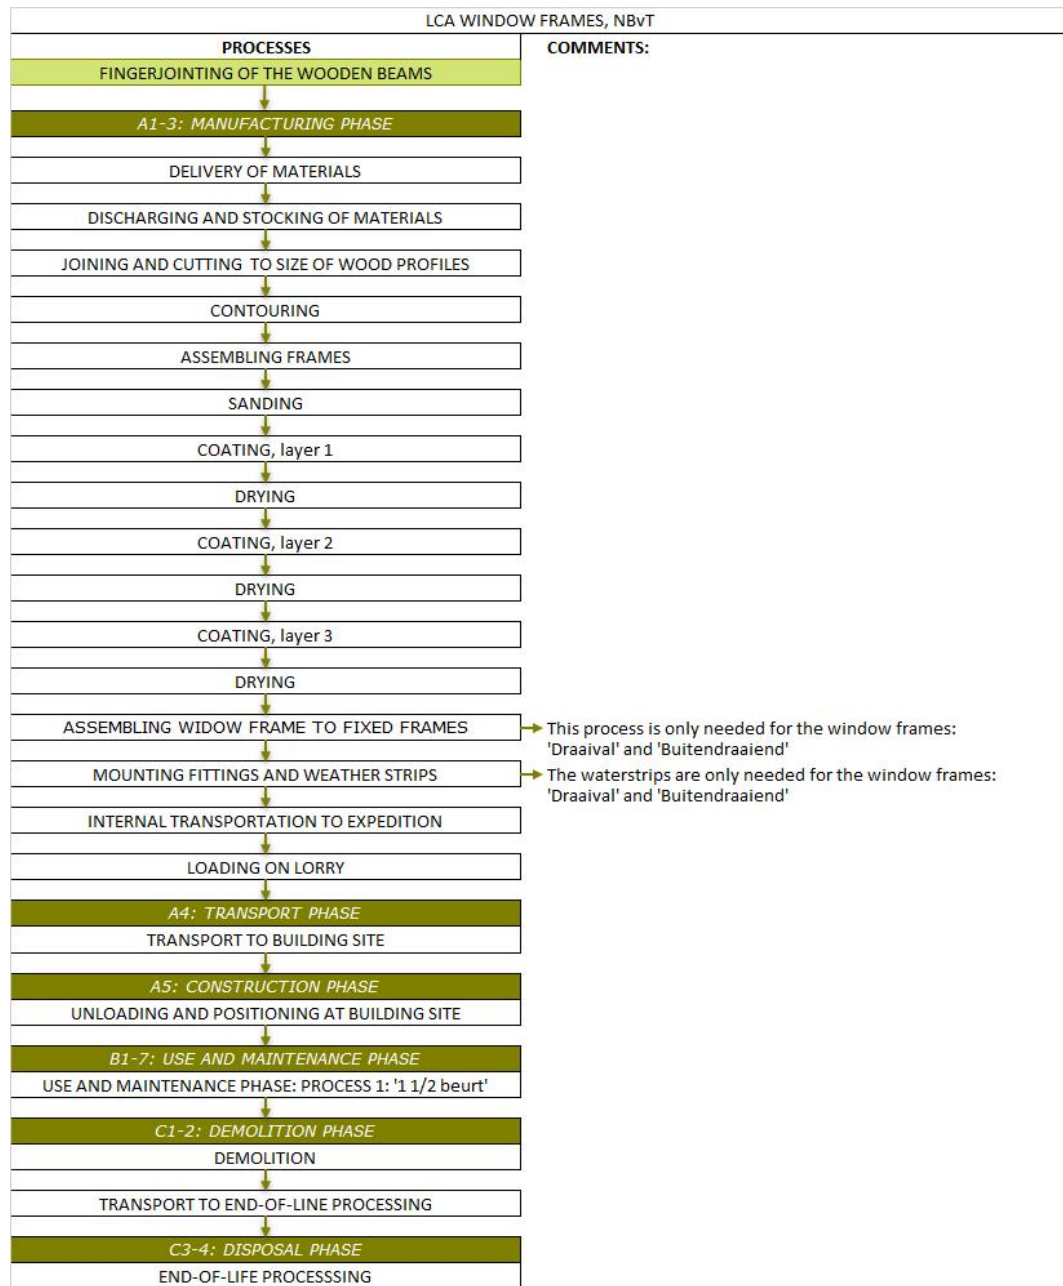 LCA WINDOW FRAMES, NBvT
PROCESSES
COMMENTS:
FINGERJOINTING OF THE WOODEN BEAMS
A1-3: MANUFACTURING PHASE
DELIVERY OF MATERIALS
DISCHARGING AND STOCKING OF MATERIALS
JOINING AND CUTTING TO SIZE OF WOOD PROFILES
CONTOURING
ASSEMBLING FRAMES
SANDING
COATING, layer 1
DRYING
COATING, layer 2
DRYING
COATING, layer 3
DRYING
ASSEMBLING WIDOW FRAME TO FIXED FRAMES
This process is only needed for the window frames:
'Draaival' and 'Buitendraaiend'
MOUNTING FITTINGS AND WEATHER STRIPS
The waterstrips are only needed for the window frames:
'Draaival' and 'Buitendraaiend'
INTERNAL TRANSPORTATION TO EXPEDITION
LOADING ON LORRY
A4: TRANSPORT PHASE
TRANSPORT TO BUILDING SITE
A5: CONSTRUCTION PHASE
UNLOADING AND POSITIONING AT BUILDING SITE
B1-7: USE AND MAINTENANCE PHASE
USE AND MAINTENANCE PHASE: PROCESS 1: '1 1/2 beurt'
C1-2: DEMOLITION PHASE
DEMOLITION
TRANSPORT TO END-OF-LINE PROCESSING
C3-4: DISPOSAL PHASE
END-OF-LIFE PROCESSSING